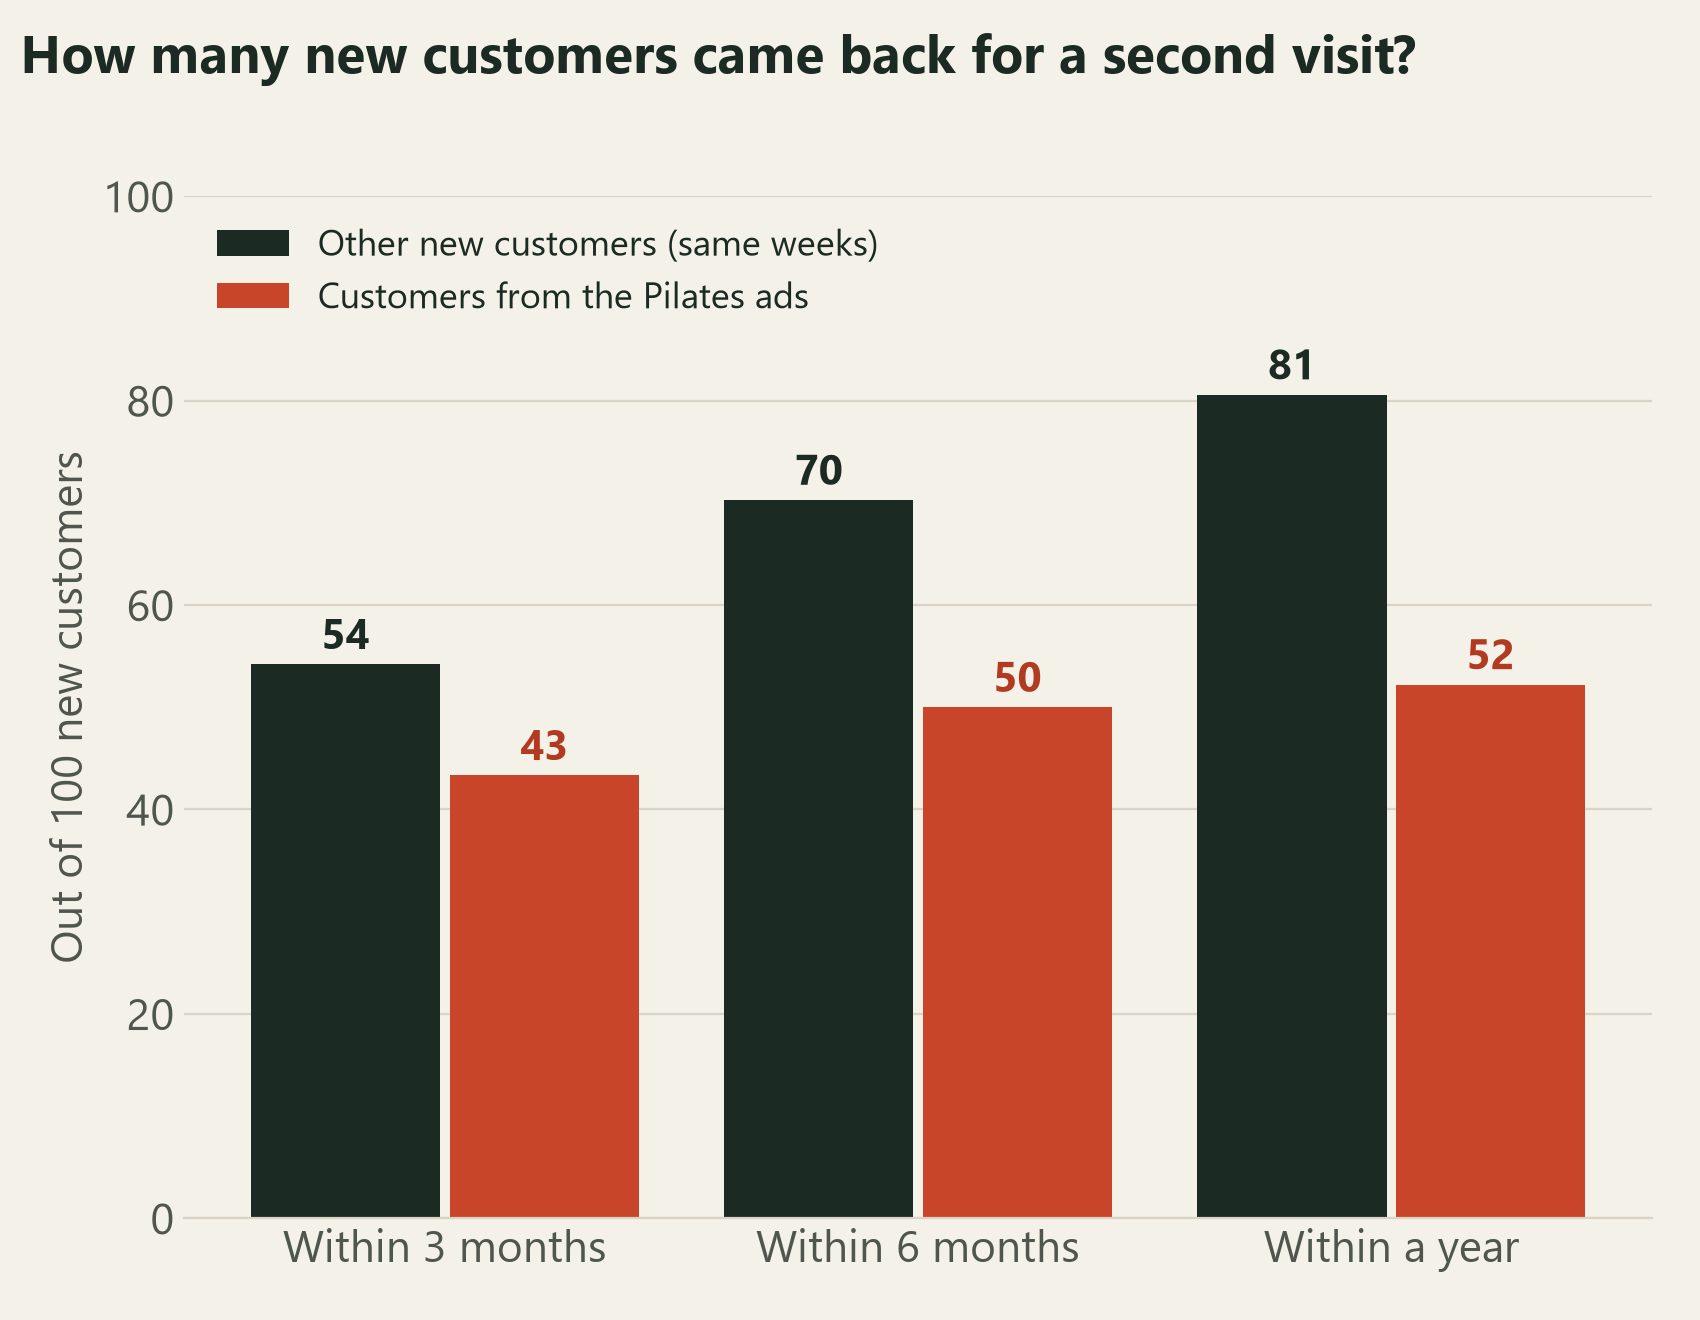 How many new customers came back for a second visit?
Out of 100 new customers
100
80
60
40
20
0
Other new customers (same weeks)
Customers from the Pilates ads
54
43
70
50
81
52
Within 3 months
Within 6 months
Within a year